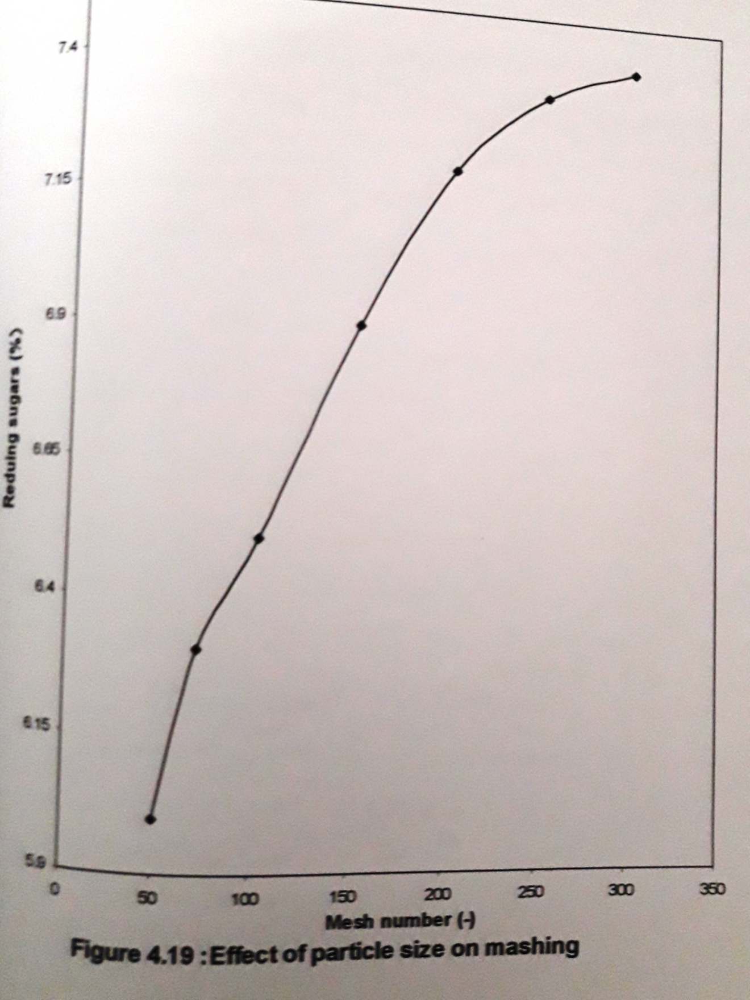 7.4
7.15
6.9
6.65
6.4
6.15
5.9
Reduing sugars (%)
0 50 100 150 200 250 300 350
Mesh number (-)
Figure 4.19 :Effect of particle size on mashing